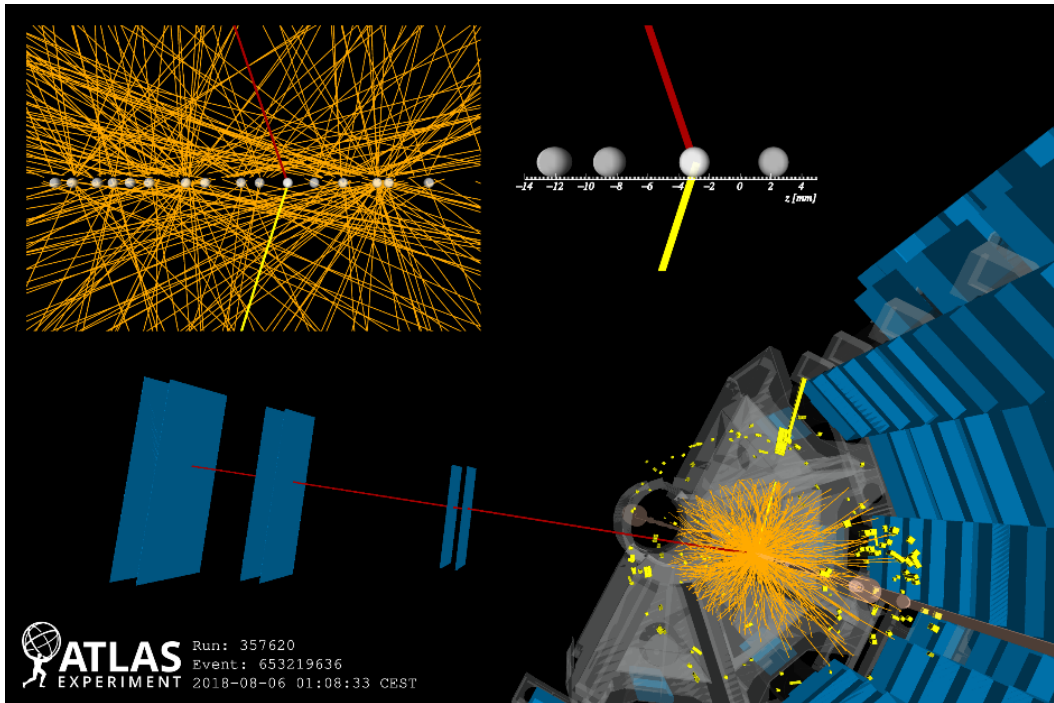 -14 -12 -10 -8 -6 -4 -2 0 2 4
z [mm]
ATLAS
EXPERIMENT
Run: 357620
Event: 653219636
2018-08-06 01:08:33 CEST